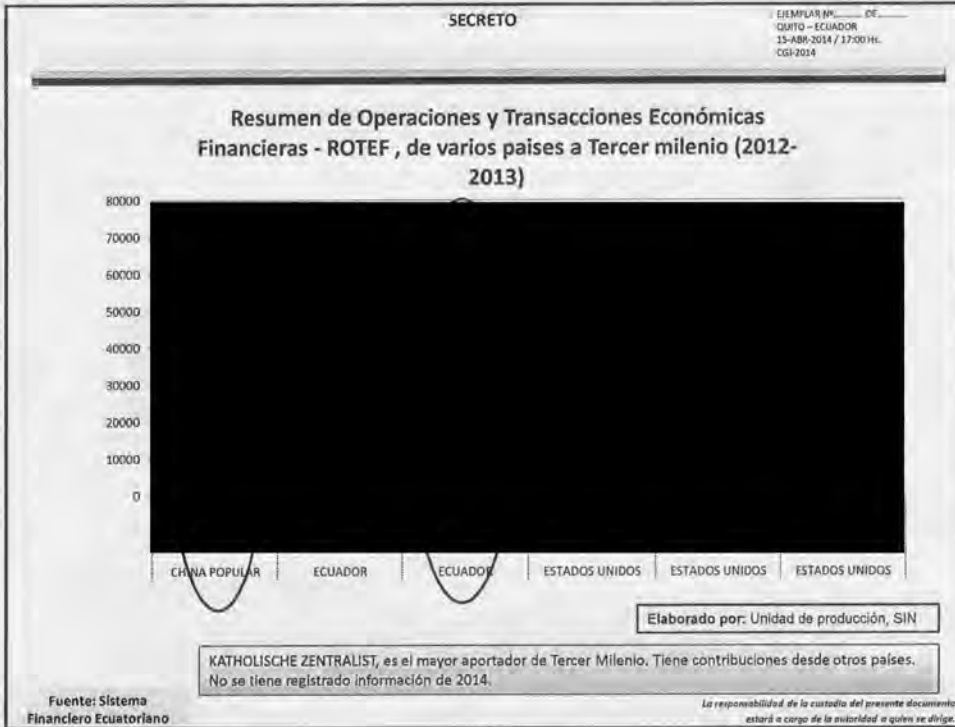 SECRETO
EJEMPLAR Nº______ DE______
QUITO – ECUADOR
15-ABR-2014 / 17:00 Hs.
CGI-2014
Resumen de Operaciones y Transacciones Económicas
Financieras - ROTEF , de varios paises a Tercer milenio (2012-
2013)
80000
70000
60000
50000
40000
30000
20000
10000
0
CHINA POPULAR ECUADOR ECUADOR ESTADOS UNIDOS ESTADOS UNIDOS ESTADOS UNIDOS
Elaborado por: Unidad de producción, SIN
KATHOLISCHE ZENTRALIST, es el mayor aportador de Tercer Milenio. Tiene contribuciones desde otros países.
No se tiene registrado información de 2014.
Fuente: Sistema
Financiero Ecuatoriano
La responsabilidad de la custodia del presente documento
estará a cargo de la autoridad a quien se dirige.